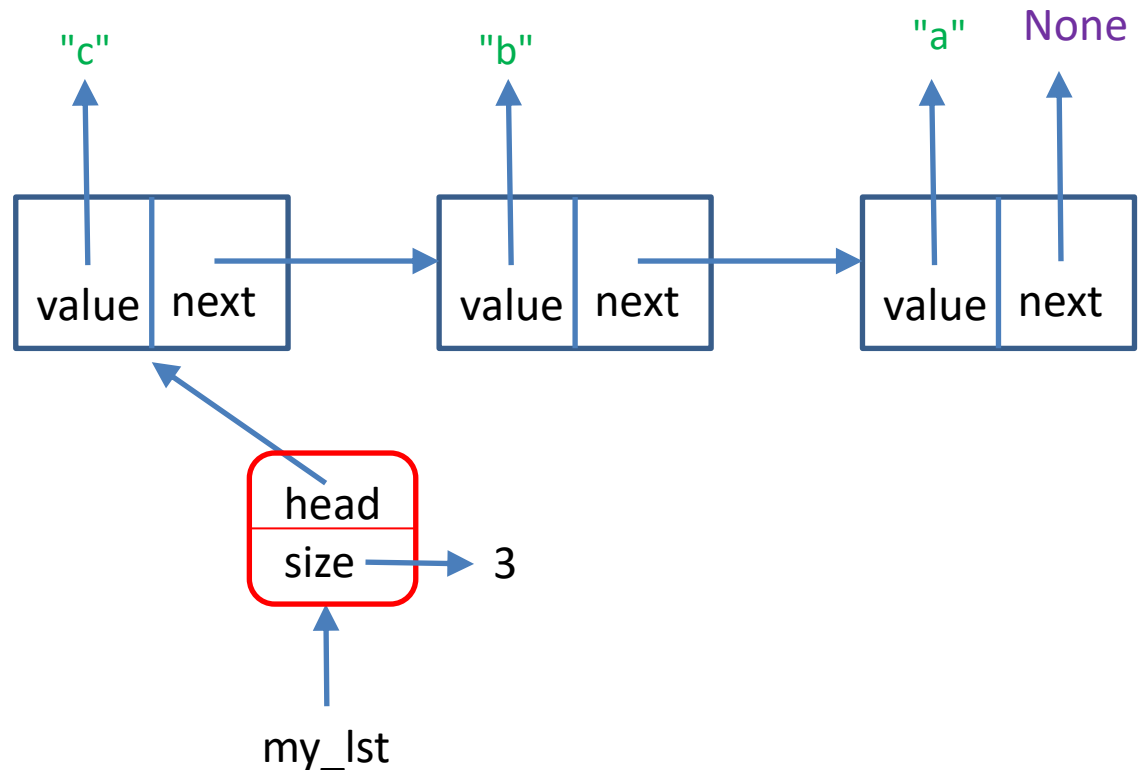 "c"
"b"
"a"
None
value
next
value
next
value
next
head
size
3
my_lst